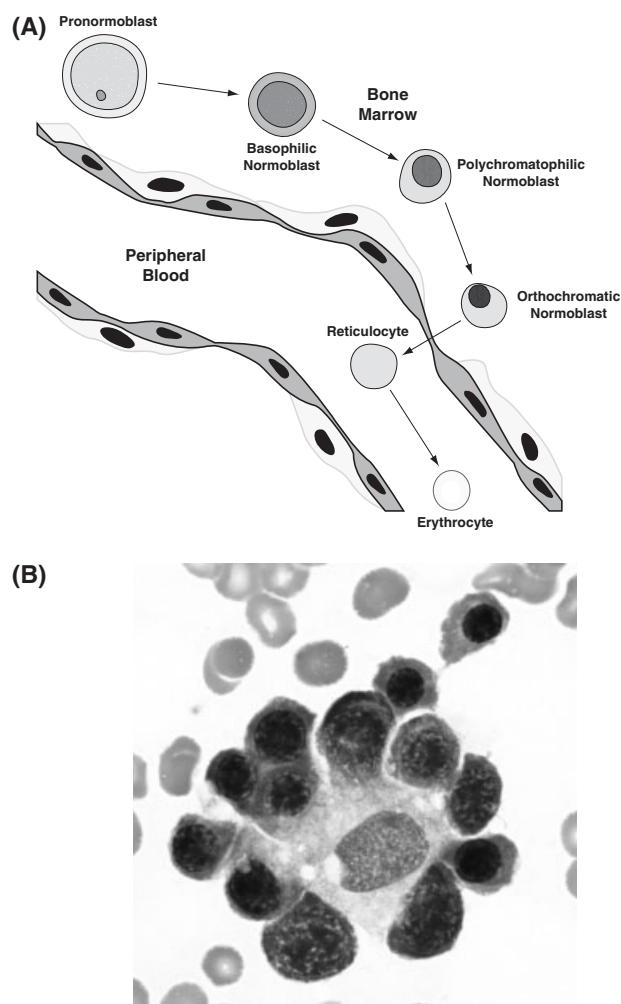 (A)
Pronormoblast
Bone
Marrow
Basophilic
Normoblast
Polychromatophilic
Normoblast
Peripheral
Blood
Orthochromatic
Normoblast
Reticulocyte
Erythrocyte
(B)